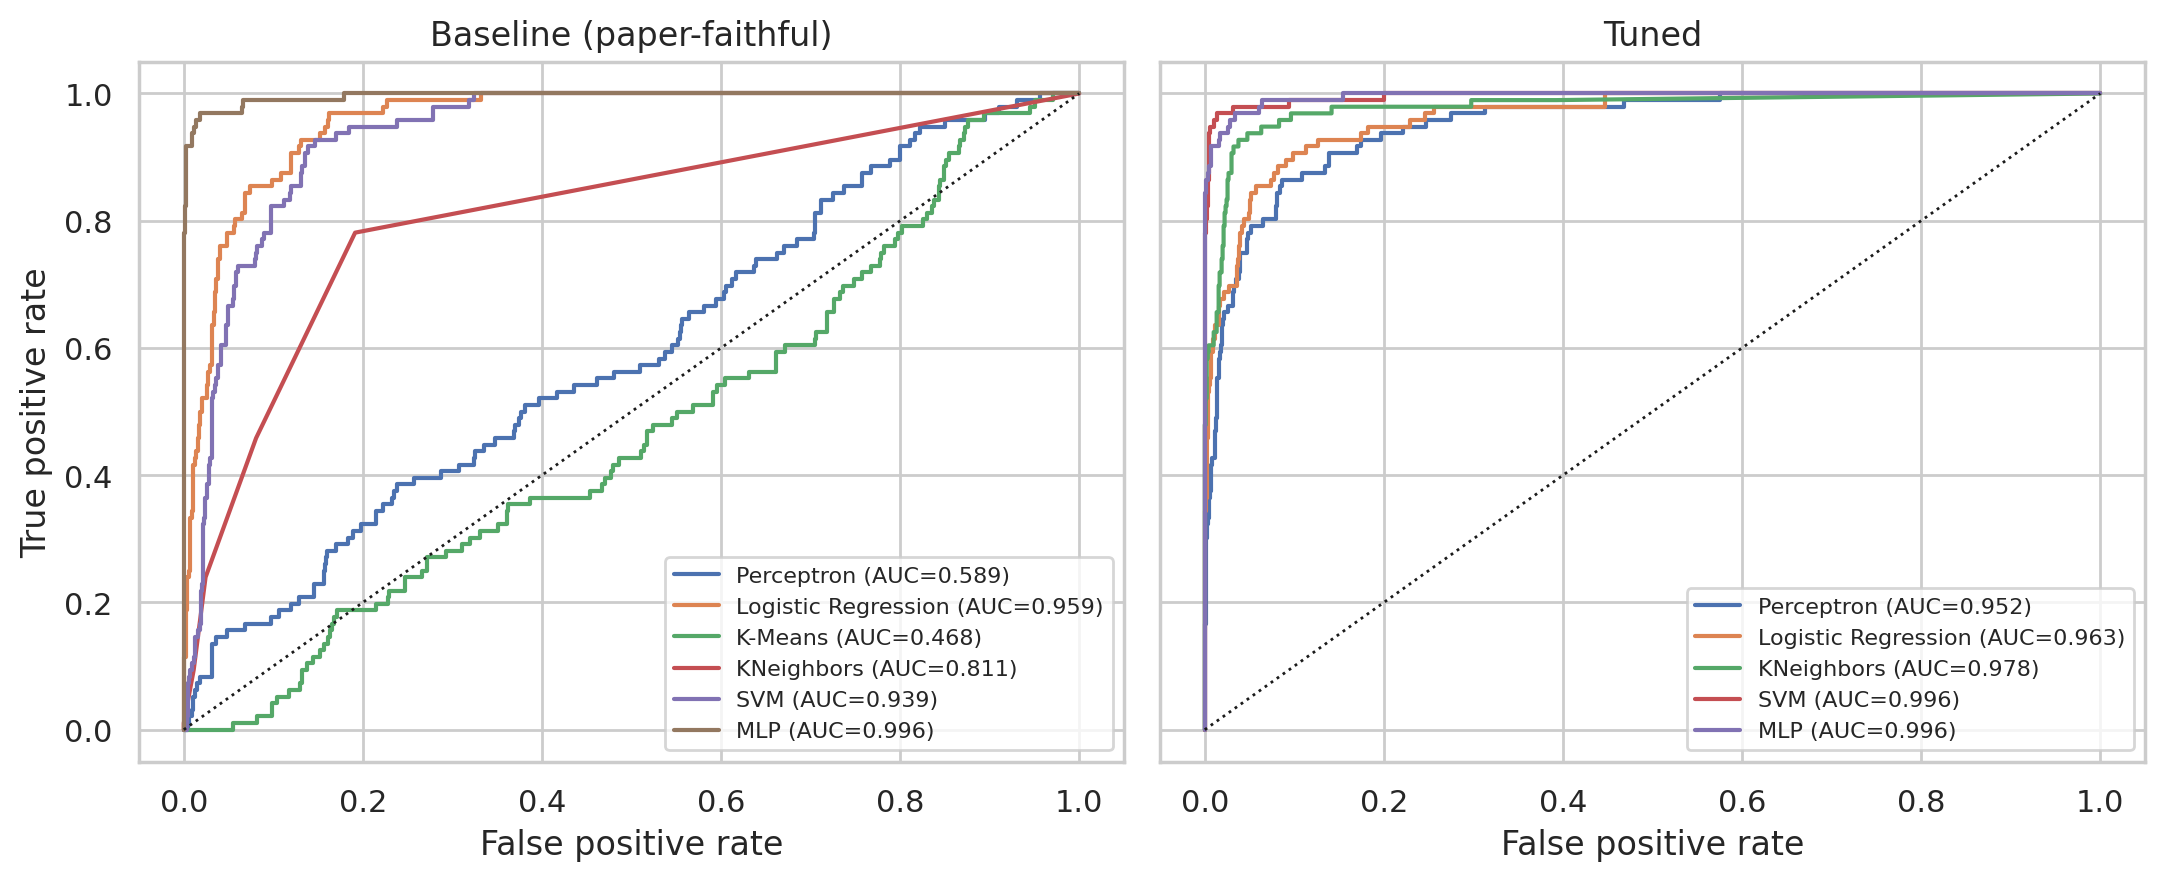 Baseline (paper-faithful)
True positive rate
1.0
0.8
0.6
0.4
0.2
0.0
Perceptron (AUC=0.589)
Logistic Regression (AUC=0.959)
K-Means (AUC=0.468)
KNeighbors (AUC=0.811)
SVM (AUC=0.939)
MLP (AUC=0.996)
0.0 0.2 0.4 0.6 0.8 1.0
False positive rate
Tuned
Perceptron (AUC=0.952)
Logistic Regression (AUC=0.963)
KNeighbors (AUC=0.978)
SVM (AUC=0.996)
MLP (AUC=0.996)
0.0 0.2 0.4 0.6 0.8 1.0
False positive rate